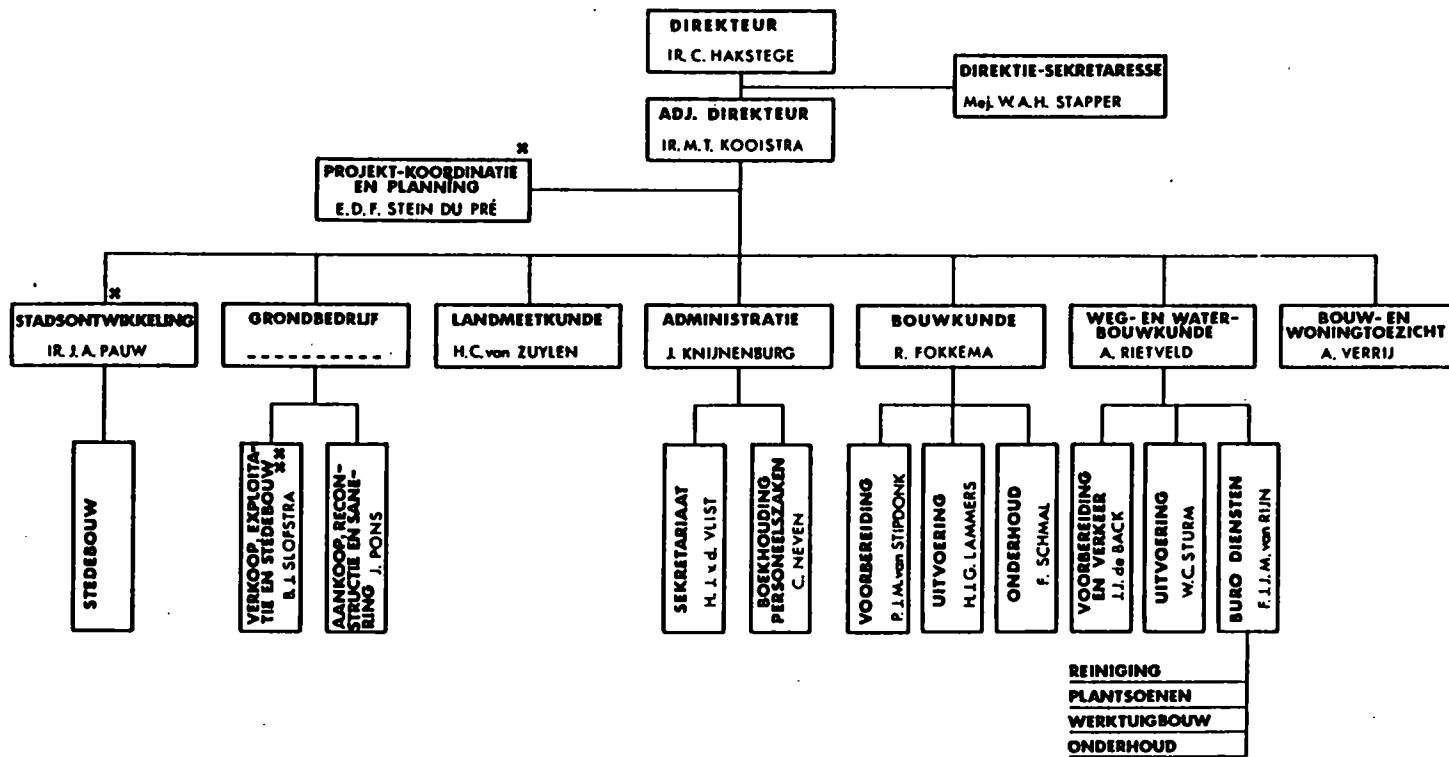 DIREKTEUR
IR. C. HAKSTEGE
DIREKTIE-SEKRETARESSE
Mej. W.A.H. STAPPER
ADJ. DIREKTEUR
IR. M.T. KOOISTRA
x
PROJEKT-KOORDINATIE
EN PLANNING
E.D.F. STEIN DU PRÉ
x
STADSONTWIKKELING
IR. J.A. PAUW
GRONDBEDRIJF
----------
LANDMEETKUNDE
H.C. van ZUYLEN
ADMINISTRATIE
J. KNIJNENBURG
BOUWKUNDE
R. FOKKEMA
WEG- EN WATER-
BOUWKUNDE
A. RIETVELD
BOUW- EN
WONINGTOEZICHT
A. VERRIJ
STEDEBOUW
VERKOOP, EXPLOITA-
TIE EN STEDEBOUW
xx
B.J. SLOFSTRA
AANKOOP, RECON-
STRUCTIE EN SANE-
RING J. PONS
SEKRETARIAAT
H.J. v.d. VLIST
BOEKHOUDING
PERSONEELSZAKEN
C. NEVEN
VOORBEREIDING
P.J.M. van STIPDONK
UITVOERING
H.J.G. LAMMERS
ONDERHOUD
F. SCHMAL
VOORBEREIDING
EN VERKEER
J.J. de BACK
UITVOERING
W.C. STURM
BURO DIENSTEN
F.J.J.M. van RIJN
REINIGING
PLANTSOENEN
WERKTUIGBOUW
ONDERHOUD